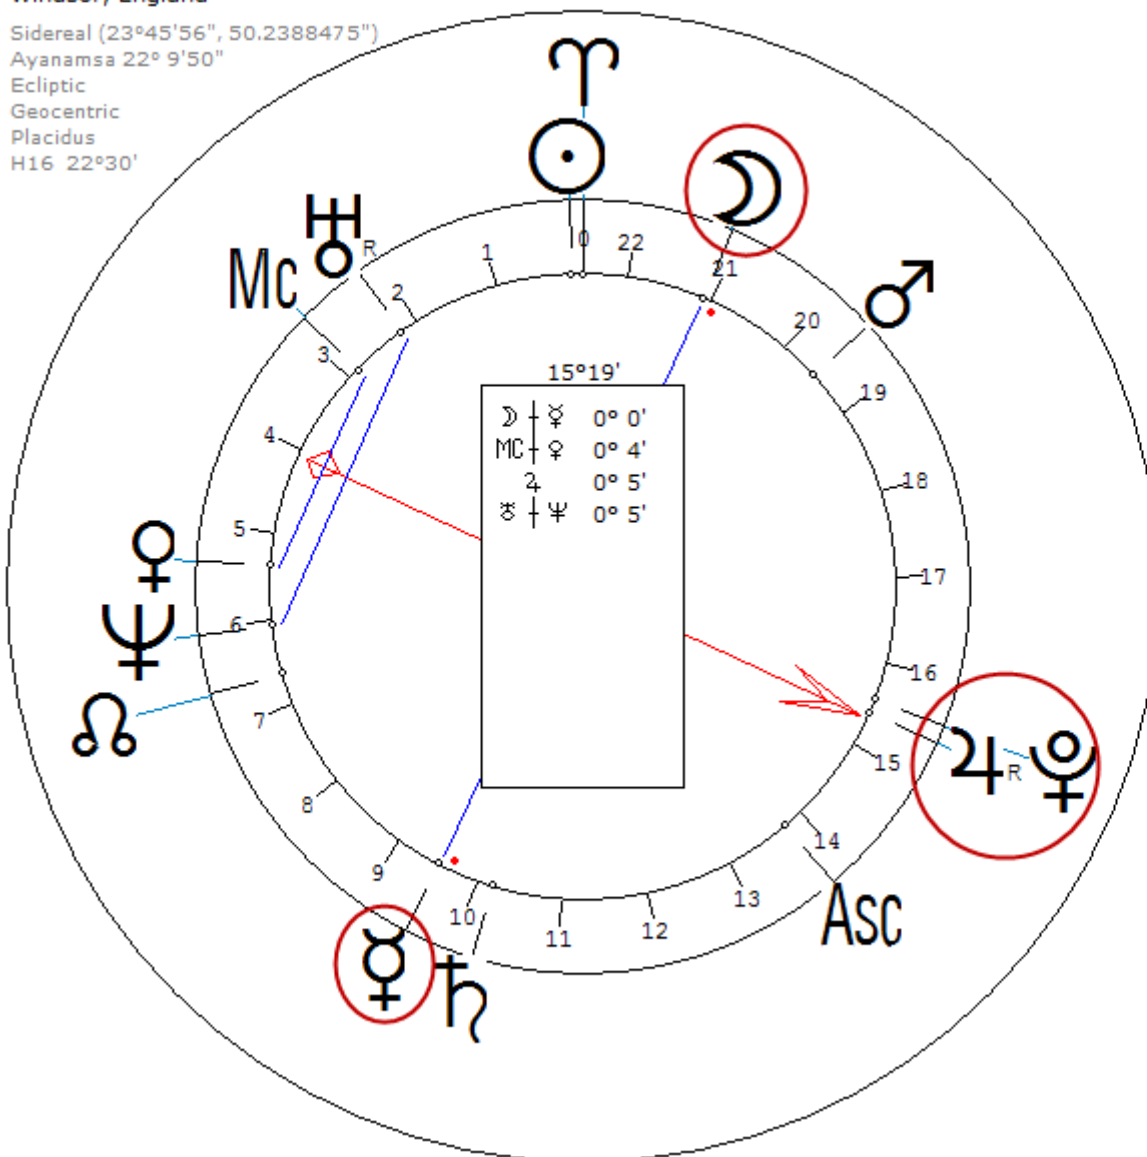 Windsor, England
Sidereal (23°45'56", 50.2388475")
Ayanamsa 22° 9'50"
Ecliptic
Geocentric
Placidus
H16 22°30'
R
Mc
0
1
2
3
4
5
6
7
8
9
10
11
12
13
14
15
16
17
18
19
20
21
22
15°19'
☽ ☿ 0° 0'
MC ♀ 0° 4'
♃ 0° 5'
♅ ♆ 0° 5'
R
Asc